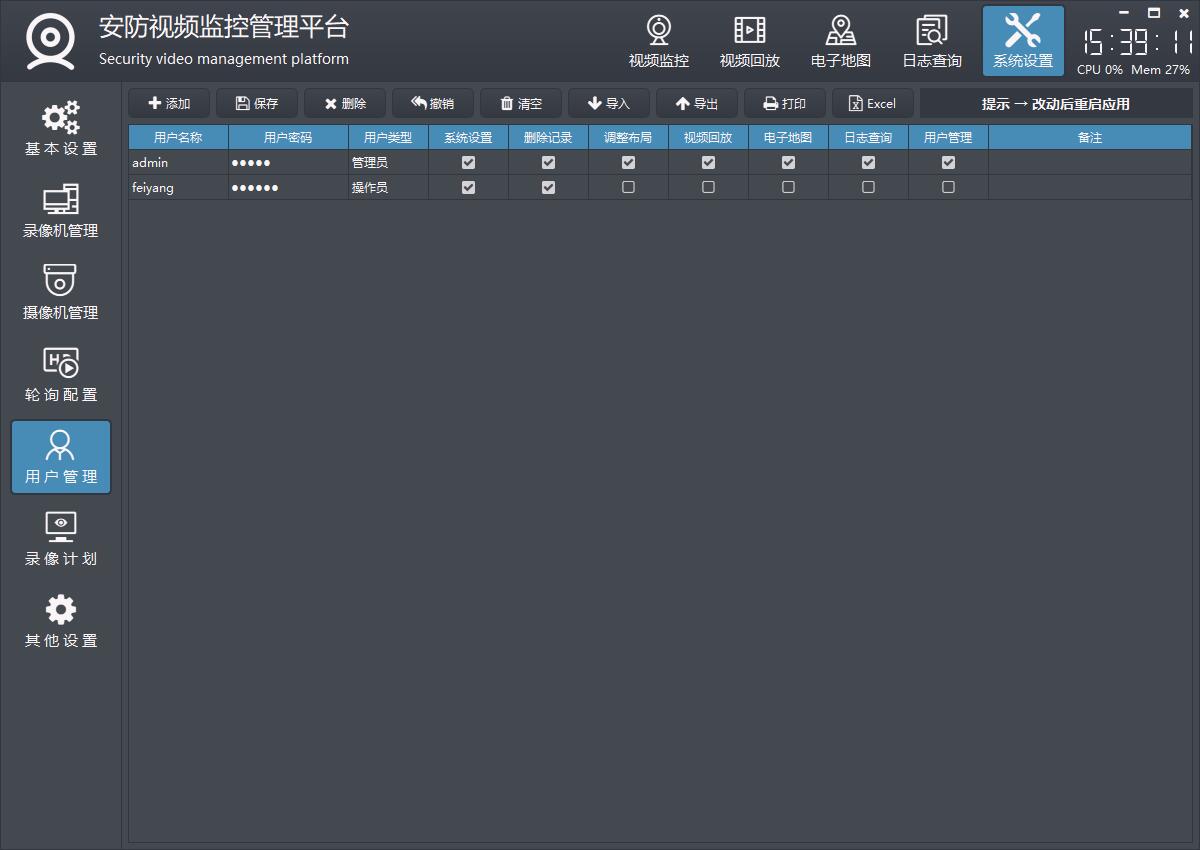 安防视频监控管理平台
Security video management platform
视频监控 视频回放 电子地图 日志查询 系统设置
15:39:11
CPU 0% Mem 27%
添加 保存 删除 撤销 清空 导入 导出 打印 Excel 提示 → 改动后重启应用
用户名称 用户密码 用户类型 系统设置 删除记录 调整布局 视频回放 电子地图 日志查询 用户管理 备注
admin ●●●●● 管理员
feiyang ●●●●●● 操作员
基本设置
录像机管理
摄像机管理
HD
轮询配置
用户管理
录像计划
其他设置